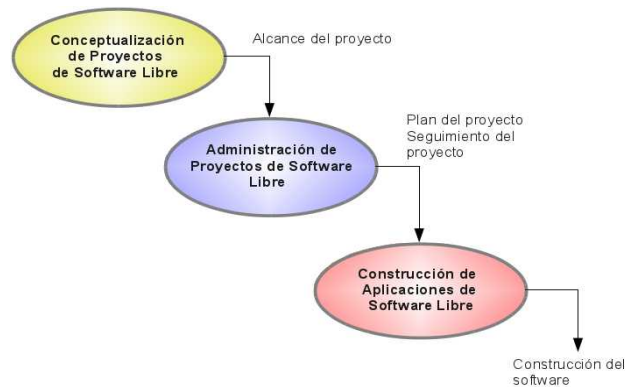 Conceptualización
de Proyectos
de Software Libre
Alcance del proyecto
Administración de
Proyectos de Software
Libre
Plan del proyecto
Seguimiento del
proyecto
Construcción de
Aplicaciones de
Software Libre
Construcción del
software